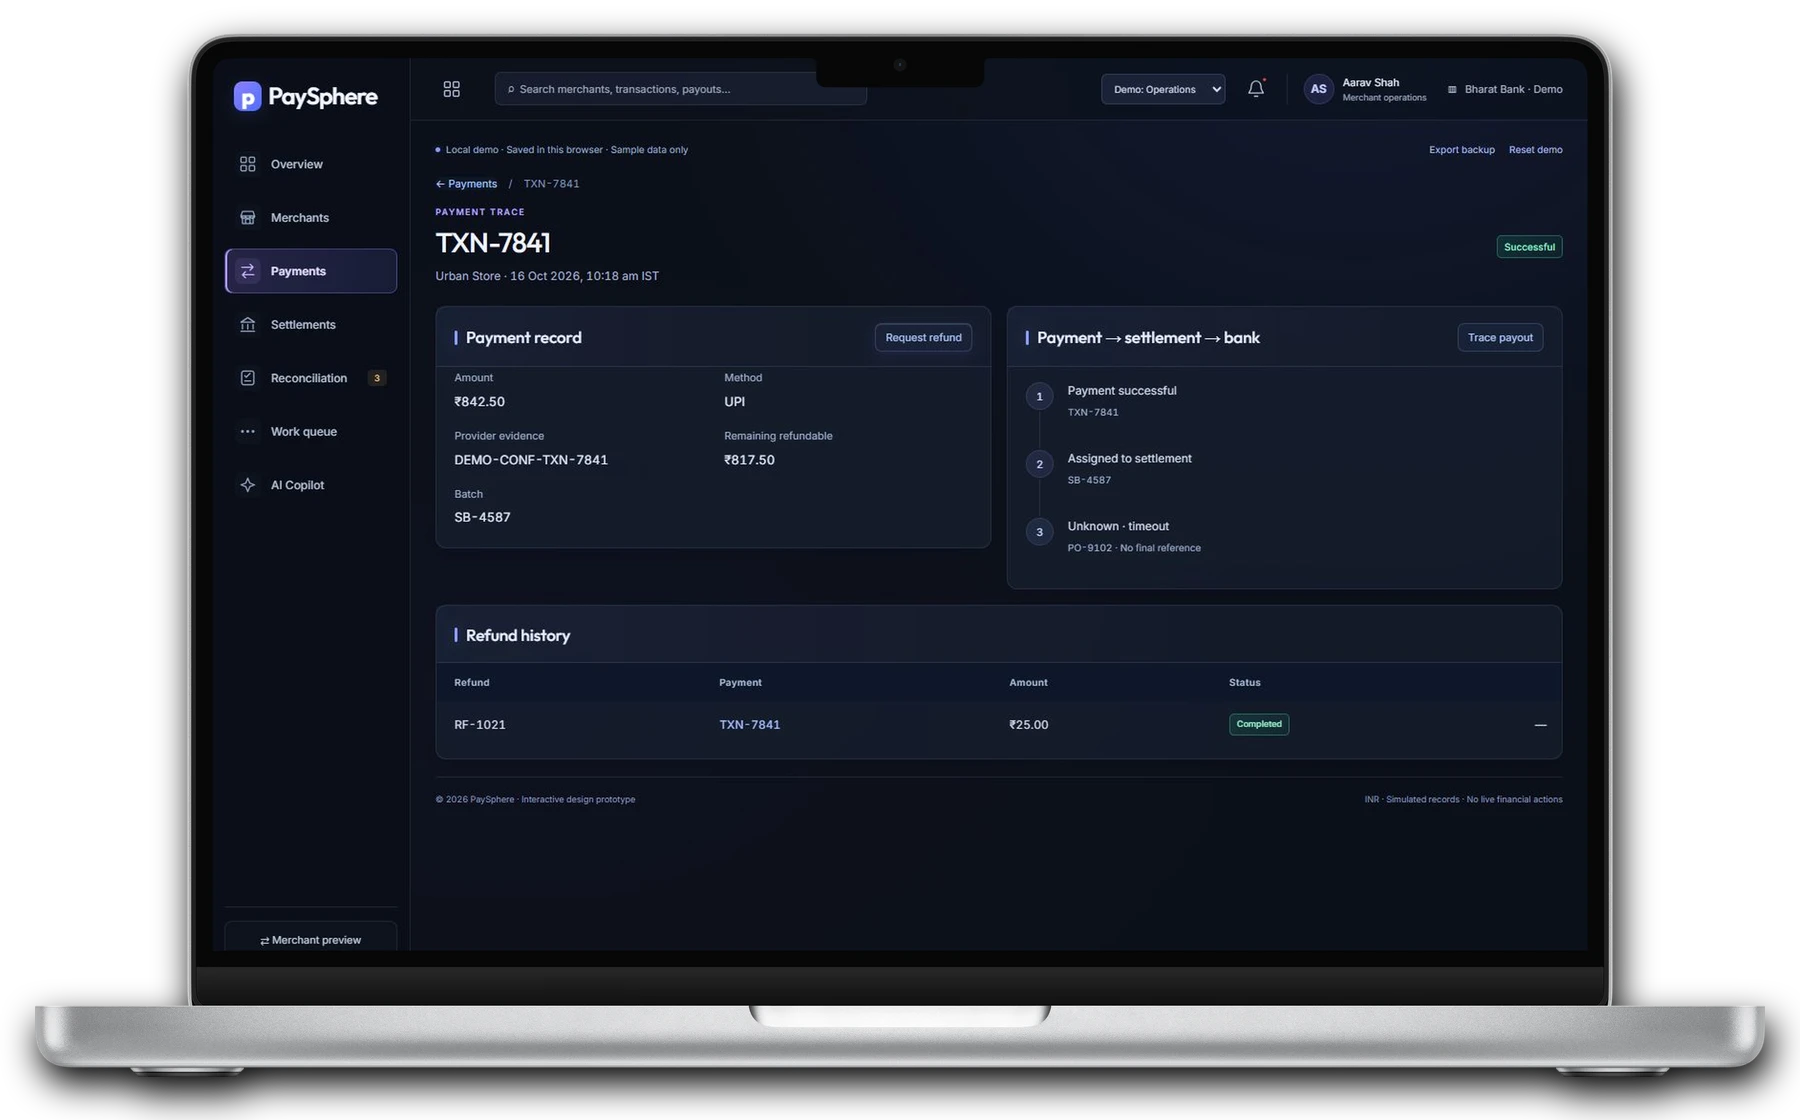 PaySphere
Search merchants, transactions, payouts...
Demo: Operations
AS
Aarav Shah
Merchant operations
Bharat Bank · Demo
Overview
Merchants
Payments
Settlements
Reconciliation 3
Work queue
AI Copilot
⇄ Merchant preview
Local demo · Saved in this browser · Sample data only
Export backup Reset demo
← Payments / TXN-7841
PAYMENT TRACE
TXN-7841
Successful
Urban Store · 16 Oct 2026, 10:18 am IST
Payment record
Request refund
Amount Method
₹842.50 UPI
Provider evidence Remaining refundable
DEMO-CONF-TXN-7841 ₹817.50
Batch
SB-4587
Payment → settlement → bank
Trace payout
1 Payment successful
TXN-7841
2 Assigned to settlement
SB-4587
3 Unknown · timeout
PO-9102 · No final reference
Refund history
Refund Payment Amount Status
RF-1021 TXN-7841 ₹25.00 Completed —
© 2026 PaySphere · Interactive design prototype
INR · Simulated records · No live financial actions